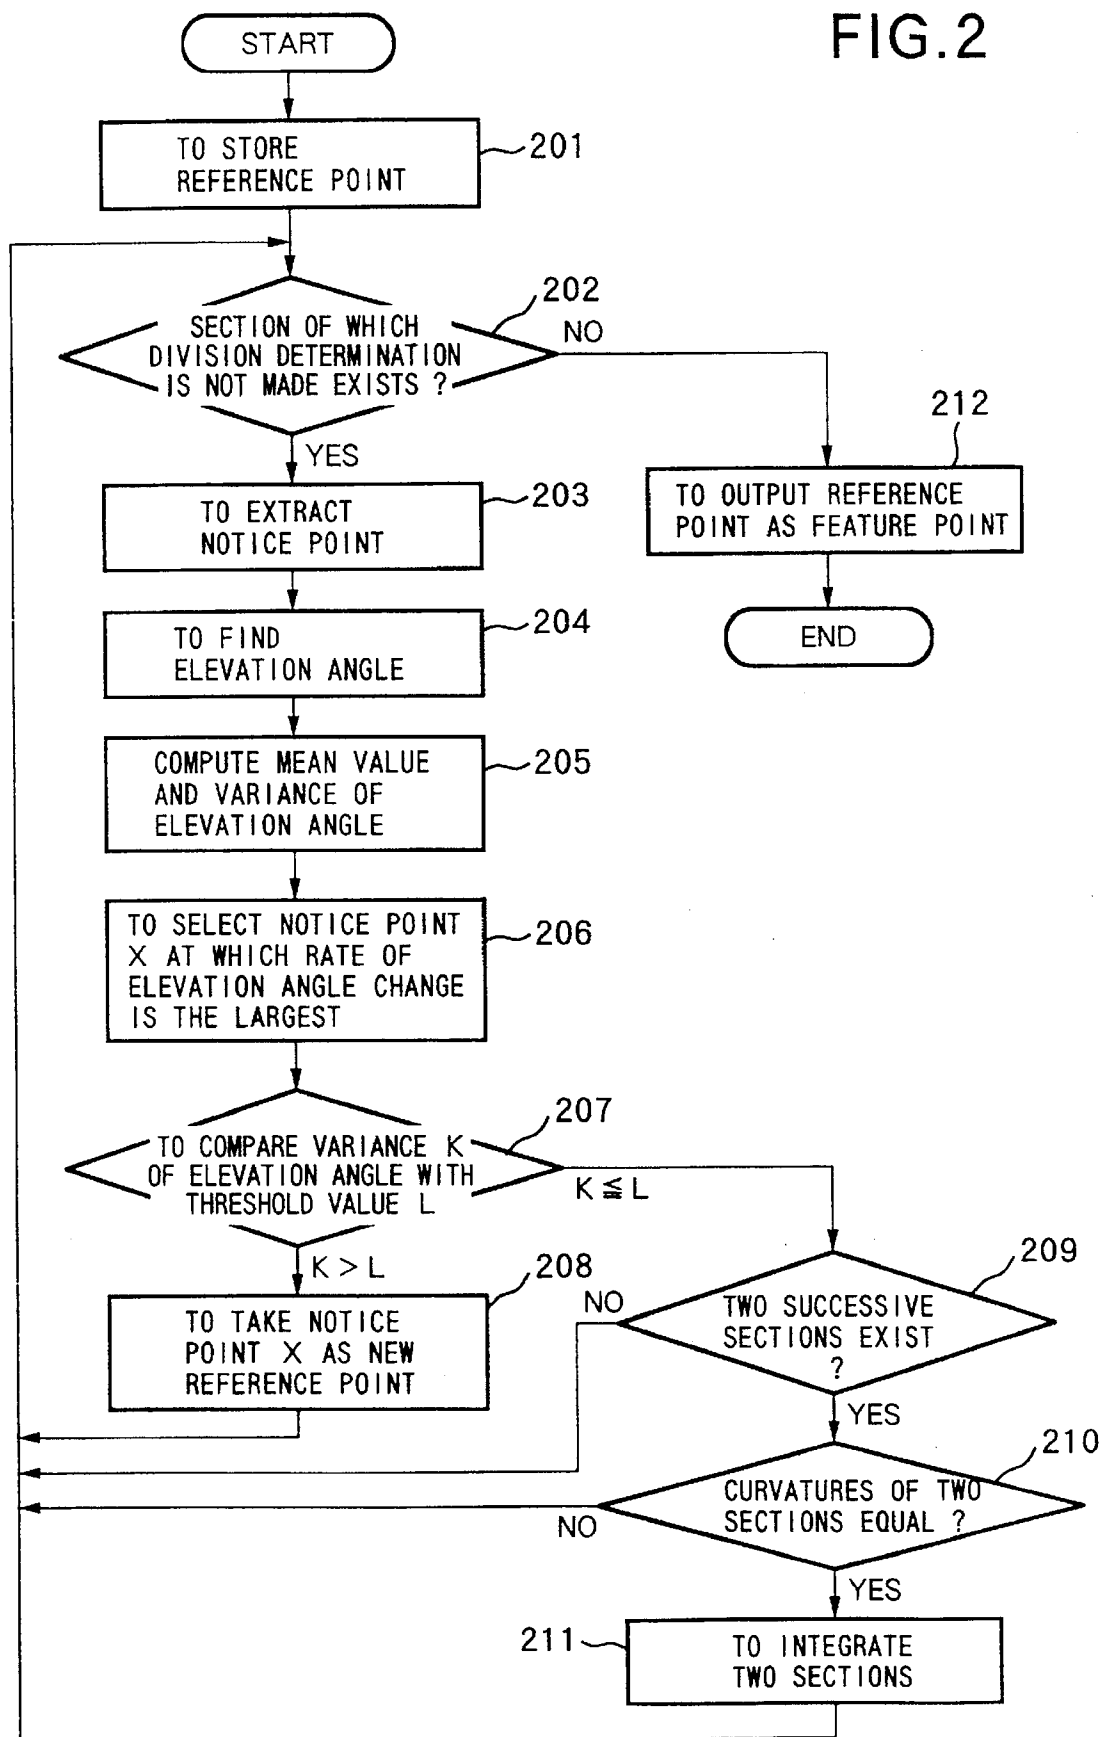 FIG.2
START
TO STORE
REFERENCE POINT
201
SECTION OF WHICH
DIVISION DETERMINATION
IS NOT MADE EXISTS ?
202
NO
YES
212
TO OUTPUT REFERENCE
POINT AS FEATURE POINT
END
TO EXTRACT
NOTICE POINT
203
TO FIND
ELEVATION ANGLE
204
COMPUTE MEAN VALUE
AND VARIANCE OF
ELEVATION ANGLE
205
TO SELECT NOTICE POINT
X AT WHICH RATE OF
ELEVATION ANGLE CHANGE
IS THE LARGEST
206
TO COMPARE VARIANCE K
OF ELEVATION ANGLE WITH
THRESHOLD VALUE L
207
K ≦ L
K > L
TO TAKE NOTICE
POINT X AS NEW
REFERENCE POINT
208
TWO SUCCESSIVE
SECTIONS EXIST
?
209
NO
YES
CURVATURES OF TWO
SECTIONS EQUAL ?
210
NO
YES
TO INTEGRATE
TWO SECTIONS
211